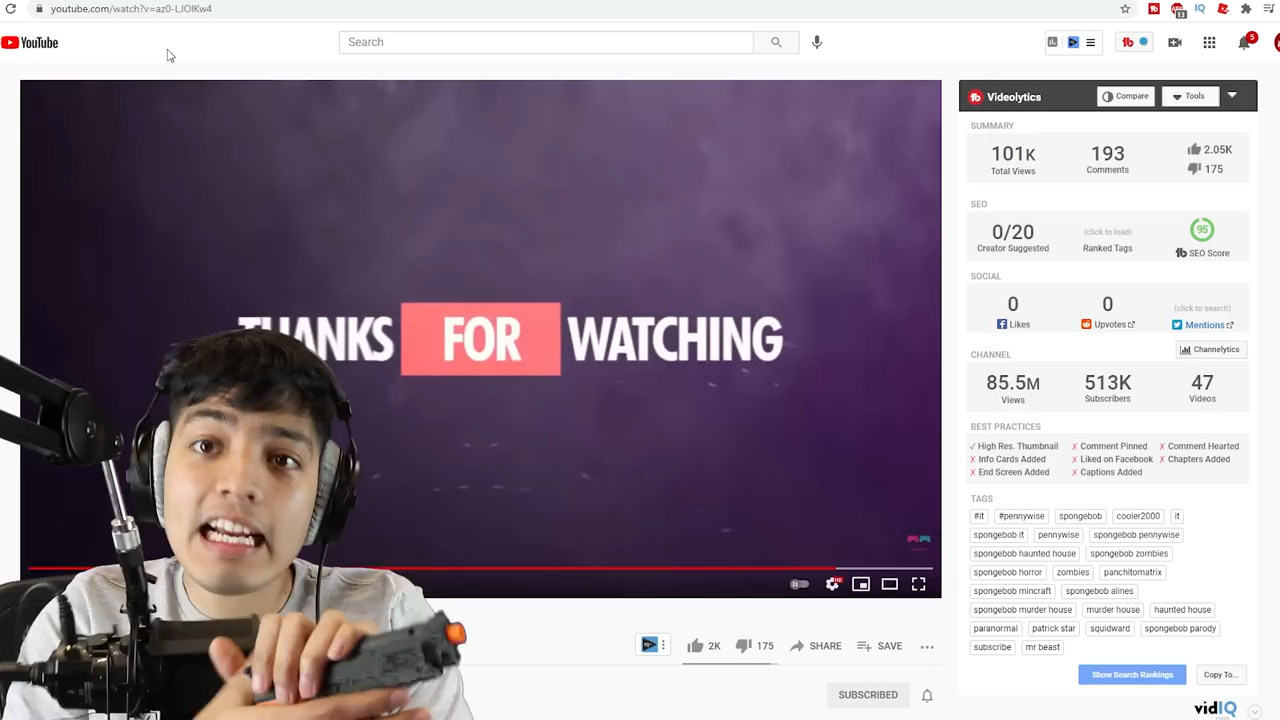 youtube.com/watch?v=az0-LJOlKw4
13
IQ
YouTube
Search
5
THANKS FOR WATCHING
HD
2K
175
SHARE
SAVE
SUBSCRIBED
Videolytics
Compare
Tools
SUMMARY
101K
Total Views
193
Comments
2.05K
175
SEO
0/20
Creator Suggested
(click to load)
Ranked Tags
95
SEO Score
SOCIAL
0
Likes
0
Upvotes
(click to search)
Mentions
Channelytics
CHANNEL
85.5M
Views
513K
Subscribers
47
Videos
BEST PRACTICES
✓ High Res. Thumbnail
✗ Comment Pinned
✗ Comment Hearted
✗ Info Cards Added
✗ Liked on Facebook
✗ Chapters Added
✗ End Screen Added
✗ Captions Added
TAGS
#it #pennywise spongebob cooler2000 it
spongebob it pennywise spongebob pennywise
spongebob haunted house spongebob zombies
spongebob horror zombies panchitomatrix
spongebob mincraft spongebob alines
spongebob murder house murder house haunted house
paranormal patrick star squidward spongebob parody
subscribe mr beast
Show Search Rankings
Copy To...
vidIQ